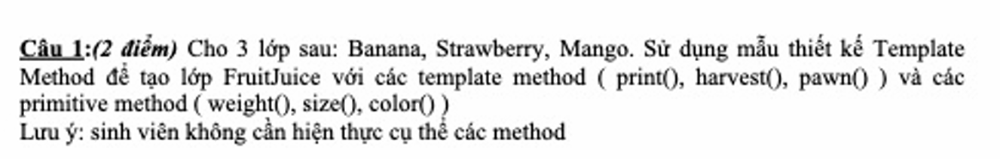 Câu 1:(2 điểm) Cho 3 lớp sau: Banana, Strawberry, Mango. Sử dụng mẫu thiết kế Template
Method để tạo lớp FruitJuice với các template method ( print(), harvest(), pawn() ) và các
primitive method ( weight(), size(), color() )
Lưu ý: sinh viên không cần hiện thực cụ thể các method